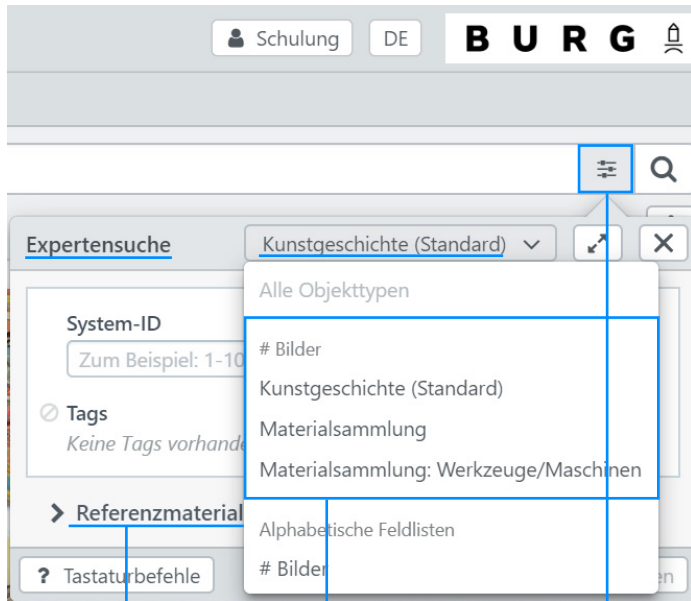 Schulung
DE
BURG
Expertensuche
Kunstgeschichte (Standard)
Alle Objekttypen
System-ID
Zum Beispiel: 1-10
# Bilder
Kunstgeschichte (Standard)
Tags
Materialsammlung
Keine Tags vorhande
Materialsammlung: Werkzeuge/Maschinen
Referenzmaterial
Alphabetische Feldlisten
? Tastaturbefehle
# Bilder
en